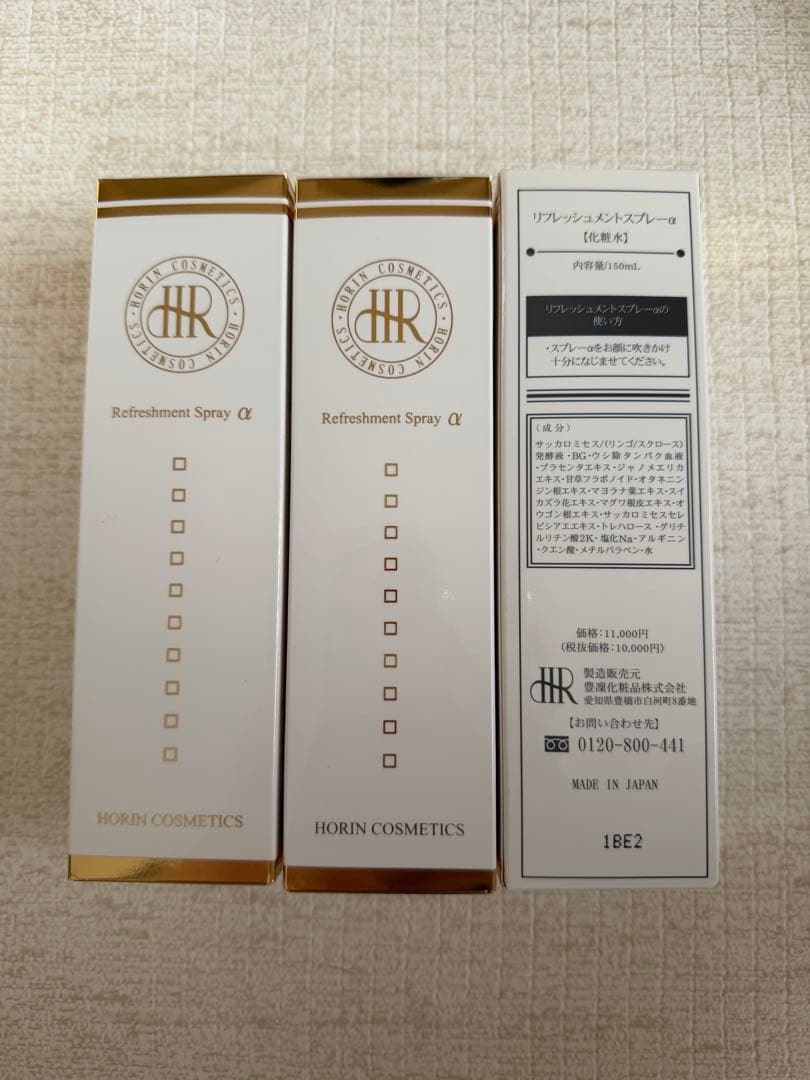 HORIN COSMETICS・HORIN COSMETICS・
HR
Refreshment Spray α
HORIN COSMETICS
HORIN COSMETICS・HORIN COSMETICS・
HR
Refreshment Spray α
HORIN COSMETICS
リフレッシュメントスプレーα
【化粧水】
内容量/150mL
リフレッシュメントスプレーαの
使い方
・スプレーαをお顔に吹きかけ
十分になじませてください。
(成分)
サッカロミセス/(リンゴ/スクロース)
発酵液・BG・ウシ除タンパク血液
・プラセンタエキス・ジャノメエリカ
エキス・甘草フラボノイド・オタネニン
ジン根エキス・マヨラナ葉エキス・スイ
カズラ花エキス・マグワ根皮エキス・オ
ウゴン根エキス・サッカロミセスセレ
ビシアエエキス・トレハロース・グリチ
ルリチン酸2K・塩化Na・アルギニン
・クエン酸・メチルパラベン・水
価格:11,000円
(税抜価格:10,000円)
HR
製造販売元
豊凜化粧品株式会社
愛知県豊橋市白河町8番地
【お問い合わせ先】
0120-800-441
MADE IN JAPAN
1BE2